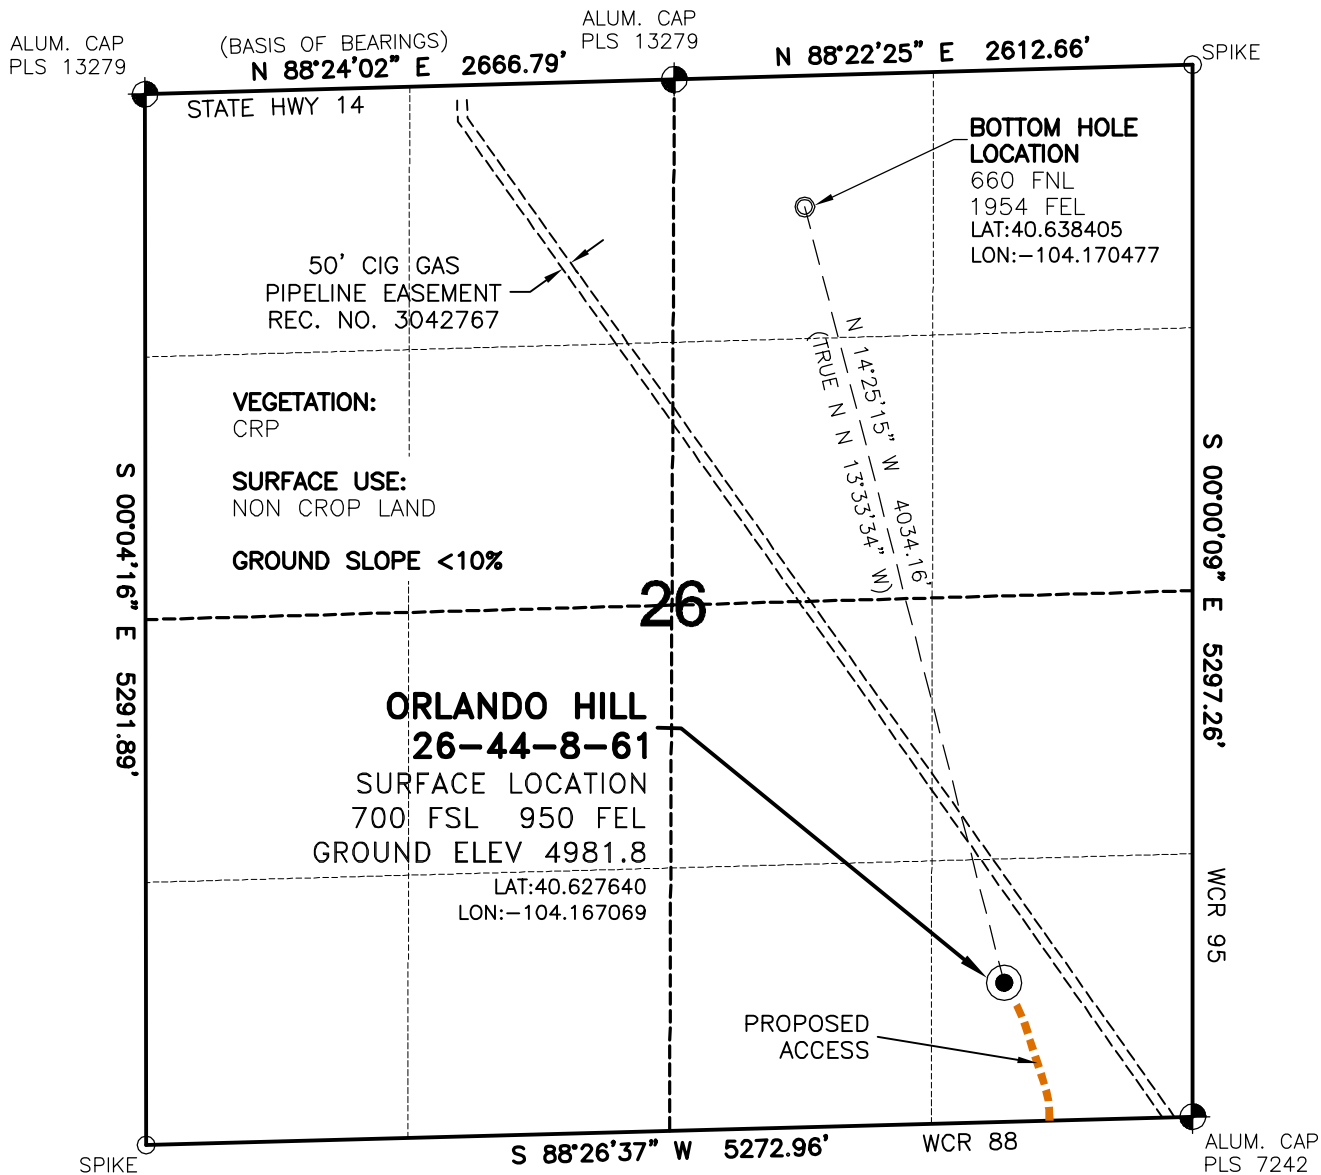 ALUM. CAP
PLS 13279
(BASIS OF BEARINGS)
N 88°24'02" E 2666.79'
ALUM. CAP
PLS 13279
N 88°22'25" E 2612.66'
SPIKE
STATE HWY 14
BOTTOM HOLE
LOCATION
660 FNL
1954 FEL
LAT:40.638405
LON:-104.170477
50' CIG GAS
PIPELINE EASEMENT
REC. NO. 3042767
N 14°25'15" W 4034.16'
(TRUE N N 13°33'34" W)
VEGETATION:
CRP
SURFACE USE:
NON CROP LAND
GROUND SLOPE <10%
S 00°04'16" E 5291.89'
S 00°00'09" E 5297.26'
26
ORLANDO HILL
26-44-8-61
SURFACE LOCATION
700 FSL 950 FEL
GROUND ELEV 4981.8
LAT:40.627640
LON:-104.167069
WCR 95
PROPOSED
ACCESS
SPIKE
S 88°26'37" W 5272.96'
WCR 88
ALUM. CAP
PLS 7242